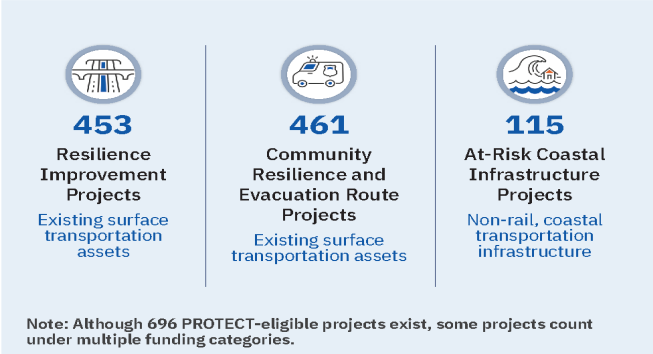 453
Resilience
Improvement
Projects
Existing surface
transportation
assets
461
Community
Resilience and
Evacuation Route
Projects
Existing surface
transportation assets
115
At-Risk Coastal
Infrastructure
Projects
Non-rail, coastal
transportation
infrastructure
Note: Although 696 PROTECT-eligible projects exist, some projects count
under multiple funding categories.